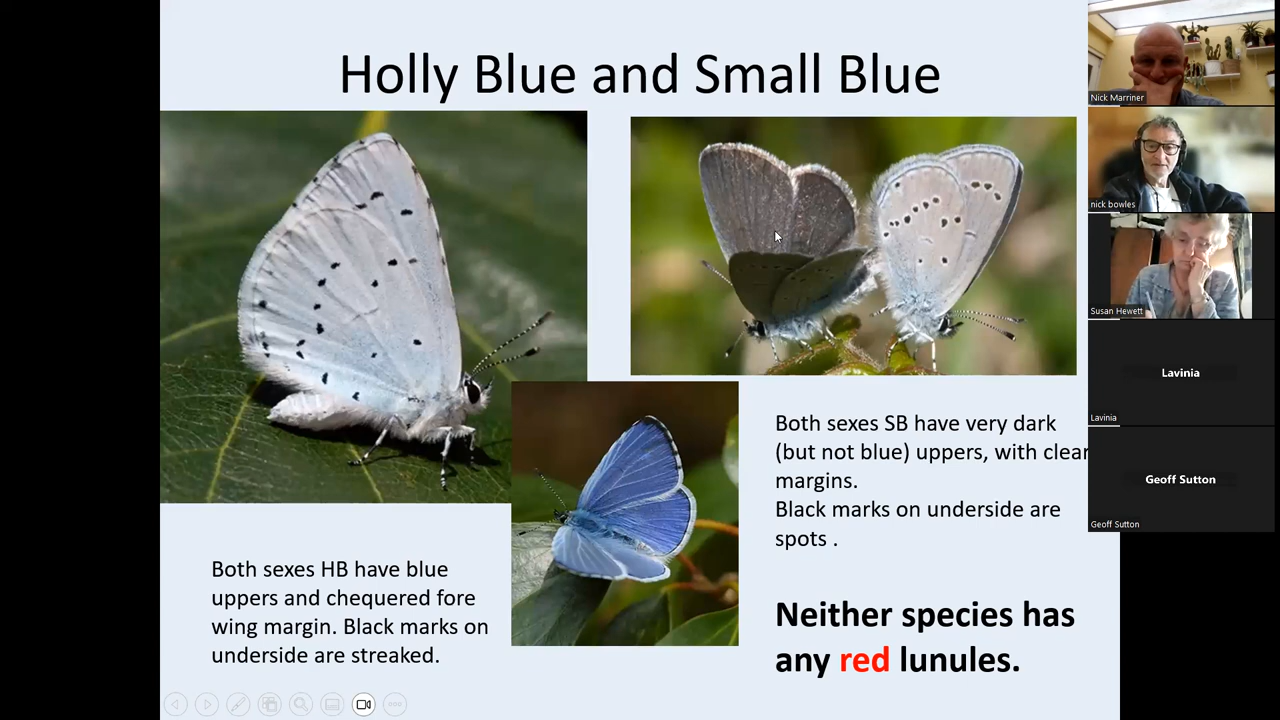 Holly Blue and Small Blue
Both sexes SB have very dark
(but not blue) uppers, with clear
margins.
Black marks on underside are
spots .
Both sexes HB have blue
uppers and chequered fore
wing margin. Black marks on
underside are streaked.
Neither species has
any red lunules.
Nick Marriner
nick bowles
Susan Hewett
Lavinia
Lavinia
Geoff Sutton
Geoff Sutton